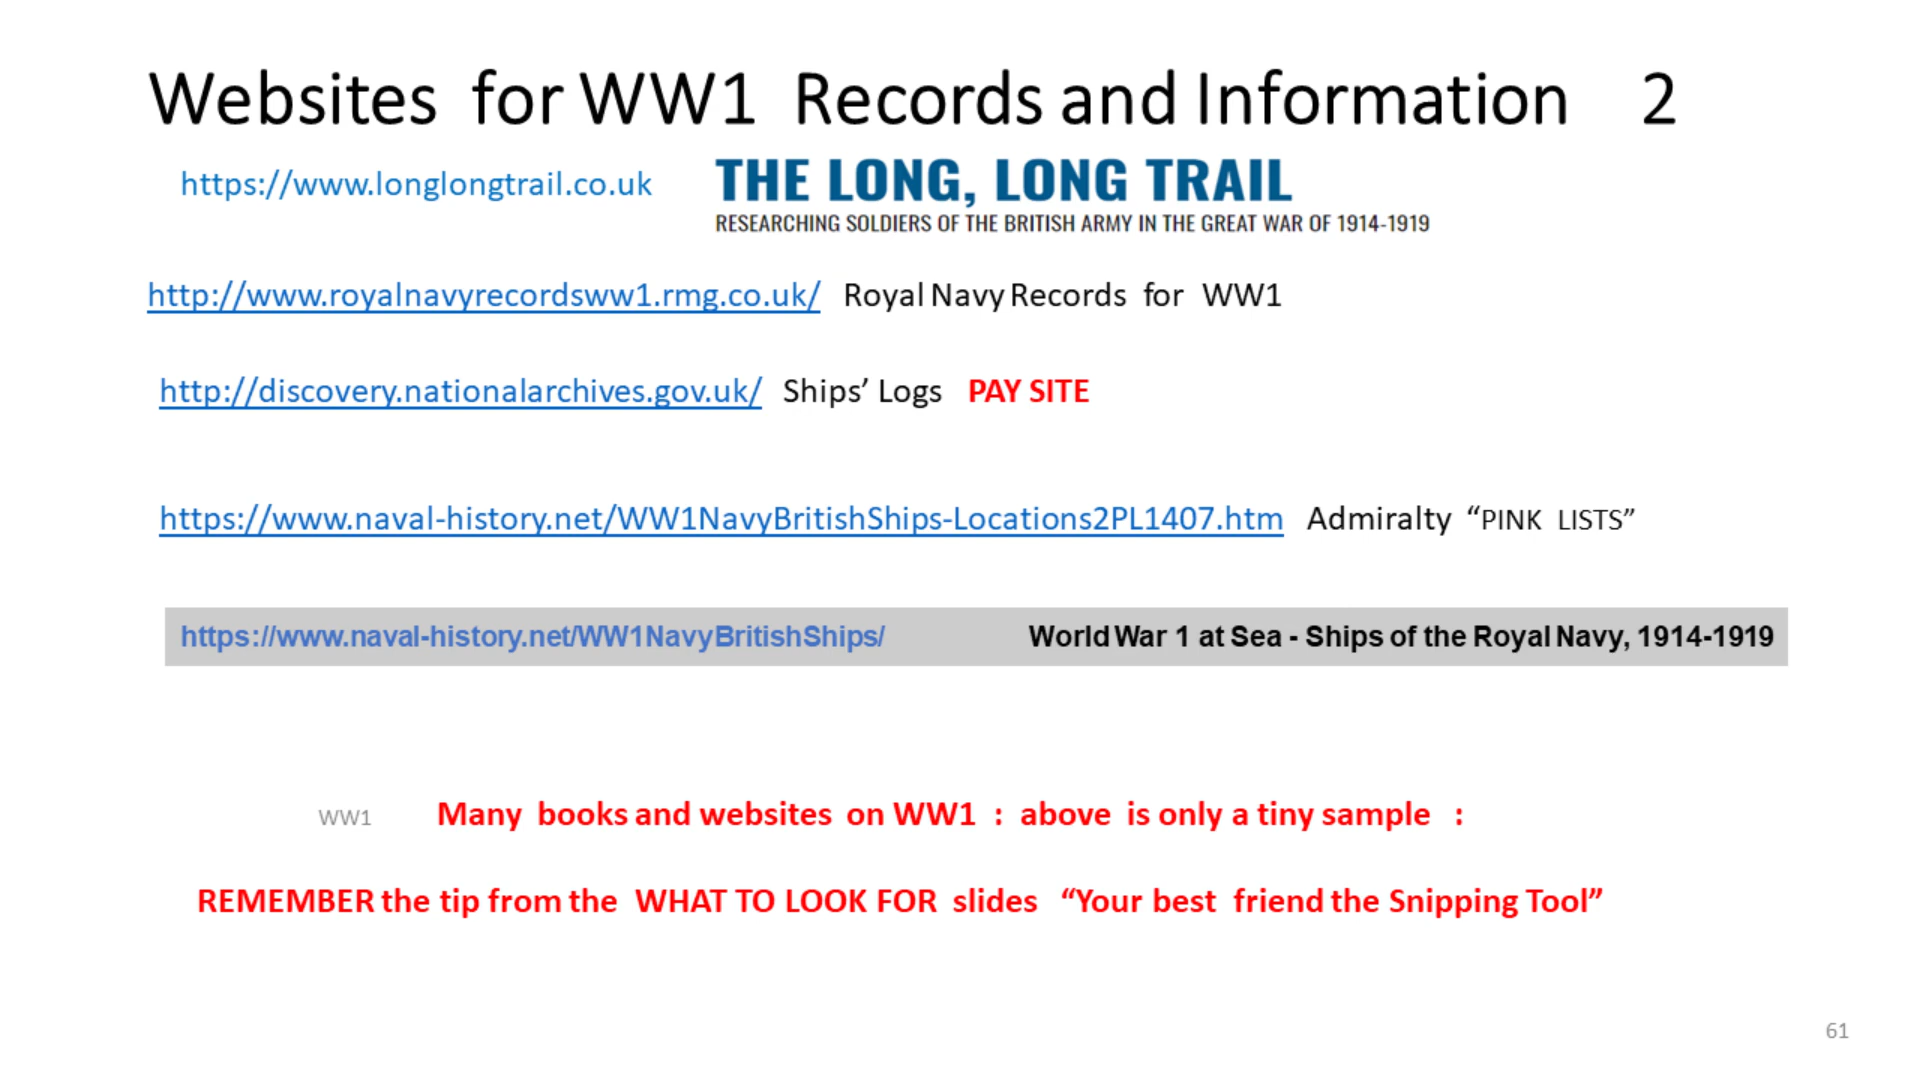 Websites for WW1 Records and Information 2
https://www.longlongtrail.co.uk THE LONG, LONG TRAIL
RESEARCHING SOLDIERS OF THE BRITISH ARMY IN THE GREAT WAR OF 1914-1919
http://www.royalnavyrecordsww1.rmg.co.uk/ Royal Navy Records for WW1
http://discovery.nationalarchives.gov.uk/ Ships’ Logs PAY SITE
https://www.naval-history.net/WW1NavyBritishShips-Locations2PL1407.htm Admiralty “PINK LISTS”
https://www.naval-history.net/WW1NavyBritishShips/ World War 1 at Sea - Ships of the Royal Navy, 1914-1919
WW1 Many books and websites on WW1 : above is only a tiny sample :
REMEMBER the tip from the WHAT TO LOOK FOR slides “Your best friend the Snipping Tool”
61